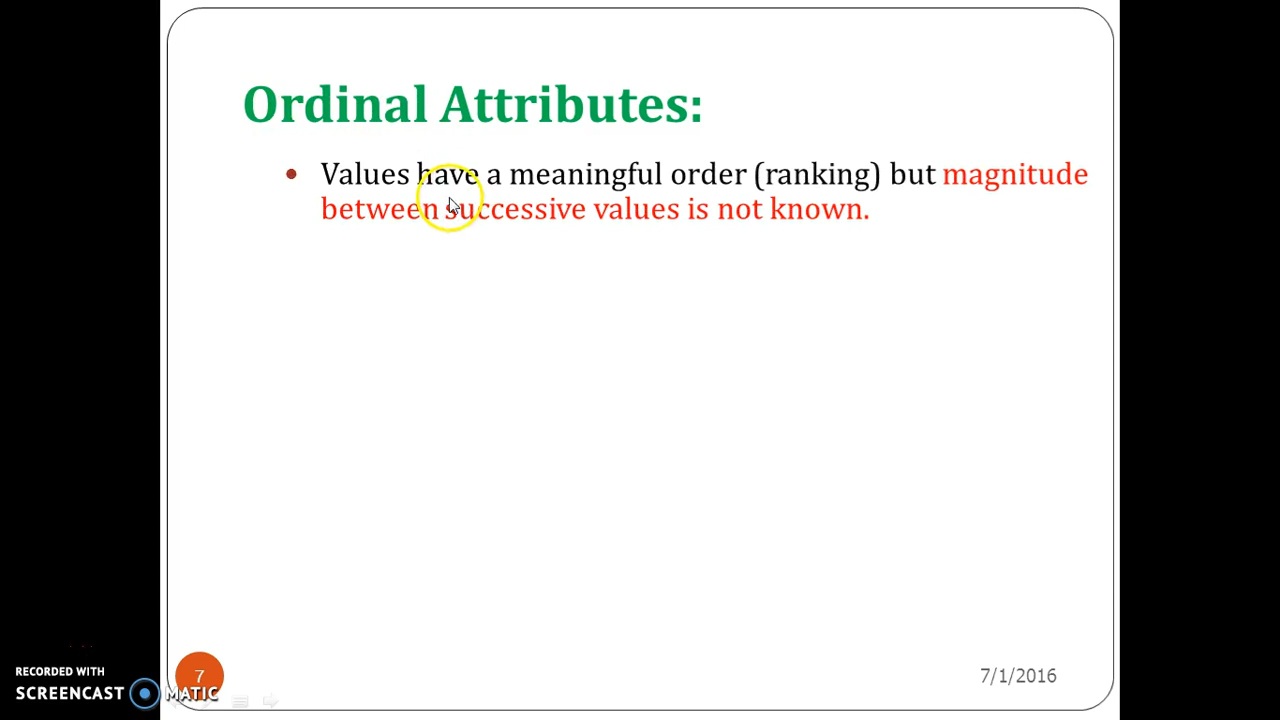 Ordinal Attributes:
• Values have a meaningful order (ranking) but magnitude
between successive values is not known.
RECORDED WITH
SCREENCAST MATIC
7
7/1/2016